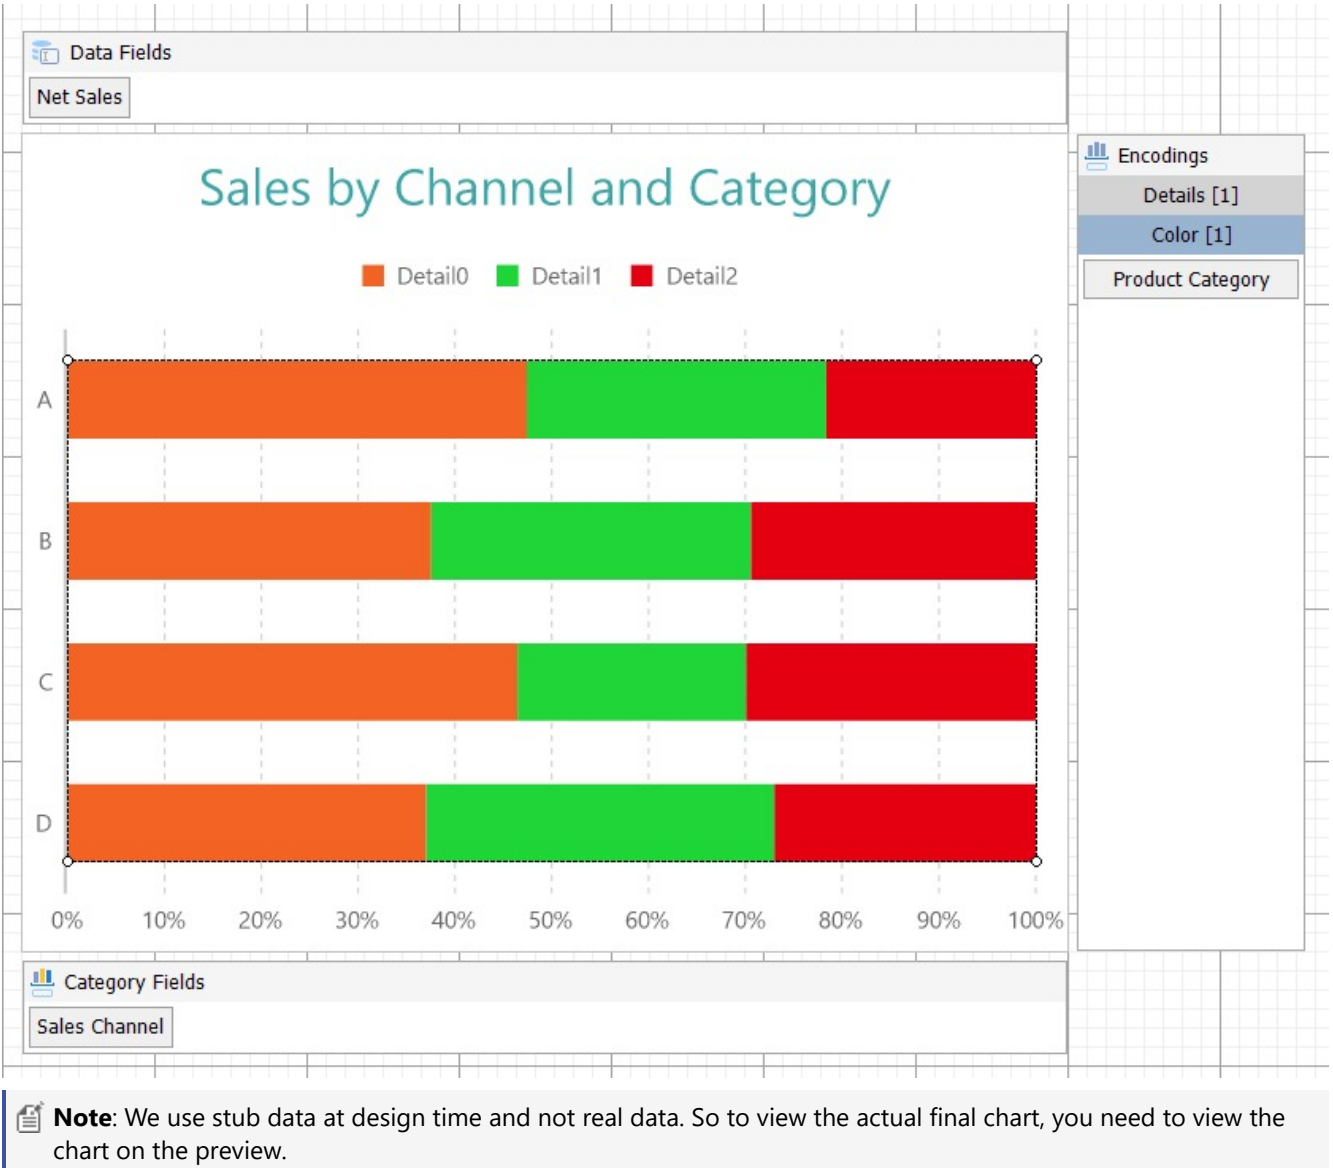 Data Fields
Net Sales
Sales by Channel and Category
Detail0 Detail1 Detail2
A
B
C
D
0% 10% 20% 30% 40% 50% 60% 70% 80% 90% 100%
Encodings
Details [1]
Color [1]
Product Category
Category Fields
Sales Channel
Note: We use stub data at design time and not real data. So to view the actual final chart, you need to view the
chart on the preview.